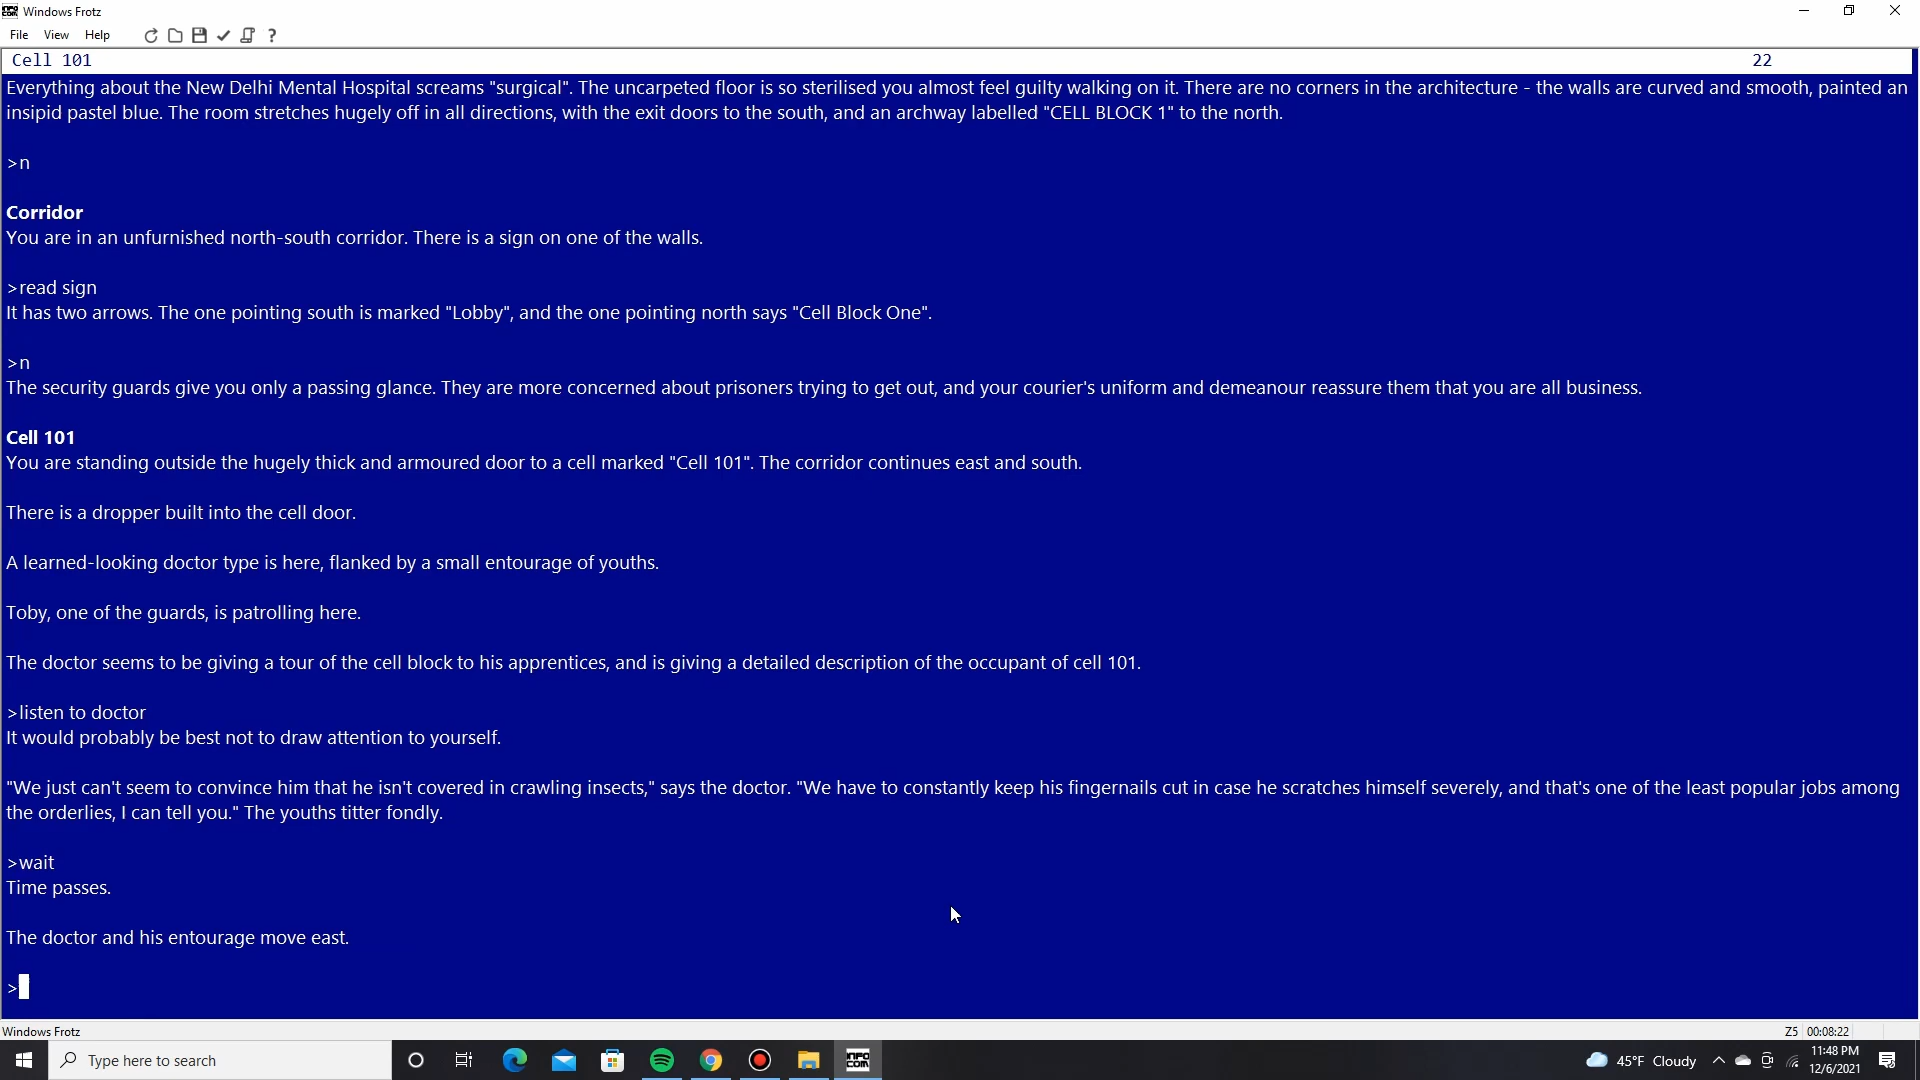 Windows Frotz
File View Help ?
Cell 101 22
Everything about the New Delhi Mental Hospital screams "surgical". The uncarpeted floor is so sterilised you almost feel guilty walking on it. There are no corners in the architecture - the walls are curved and smooth, painted an
insipid pastel blue. The room stretches hugely off in all directions, with the exit doors to the south, and an archway labelled "CELL BLOCK 1" to the north.
>n
Corridor
You are in an unfurnished north-south corridor. There is a sign on one of the walls.
>read sign
It has two arrows. The one pointing south is marked "Lobby", and the one pointing north says "Cell Block One".
>n
The security guards give you only a passing glance. They are more concerned about prisoners trying to get out, and your courier's uniform and demeanour reassure them that you are all business.
Cell 101
You are standing outside the hugely thick and armoured door to a cell marked "Cell 101". The corridor continues east and south.
There is a dropper built into the cell door.
A learned-looking doctor type is here, flanked by a small entourage of youths.
Toby, one of the guards, is patrolling here.
The doctor seems to be giving a tour of the cell block to his apprentices, and is giving a detailed description of the occupant of cell 101.
>listen to doctor
It would probably be best not to draw attention to yourself.
"We just can't seem to convince him that he isn't covered in crawling insects," says the doctor. "We have to constantly keep his fingernails cut in case he scratches himself severely, and that's one of the least popular jobs among
the orderlies, I can tell you." The youths titter fondly.
>wait
Time passes.
The doctor and his entourage move east.
>
Windows Frotz Z5 00:08:22
Type here to search INFOCOM 45°F Cloudy 11:48 PM
12/6/2021